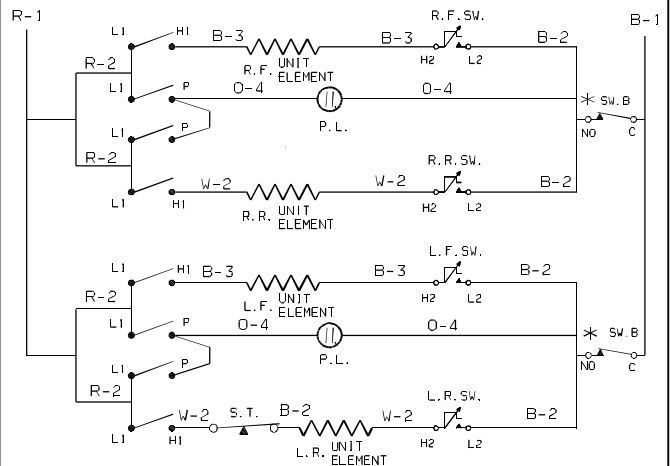 R-1
R.F.SW.
B-1
L1
H1
B-3
B-3
B-2
R-2
R.F.
UNIT
ELEMENT
H2
L2
L1
P
O-4
O-4
* SW.B
P.L.
L1
P
NO
C
R-2
R.R.SW.
W-2
W-2
B-2
L1
H1
R.R.
UNIT
ELEMENT
H2
L2
L.F.SW.
L1
H1
B-3
B-3
B-2
R-2
L.F.
UNIT
ELEMENT
H2
L2
L1
P
O-4
O-4
* SW.B
P.L.
L1
P
NO
C
R-2
L.R.SW.
W-2
S.T.
B-2
W-2
B-2
L1
H1
L.R.
UNIT
ELEMENT
H2
L2